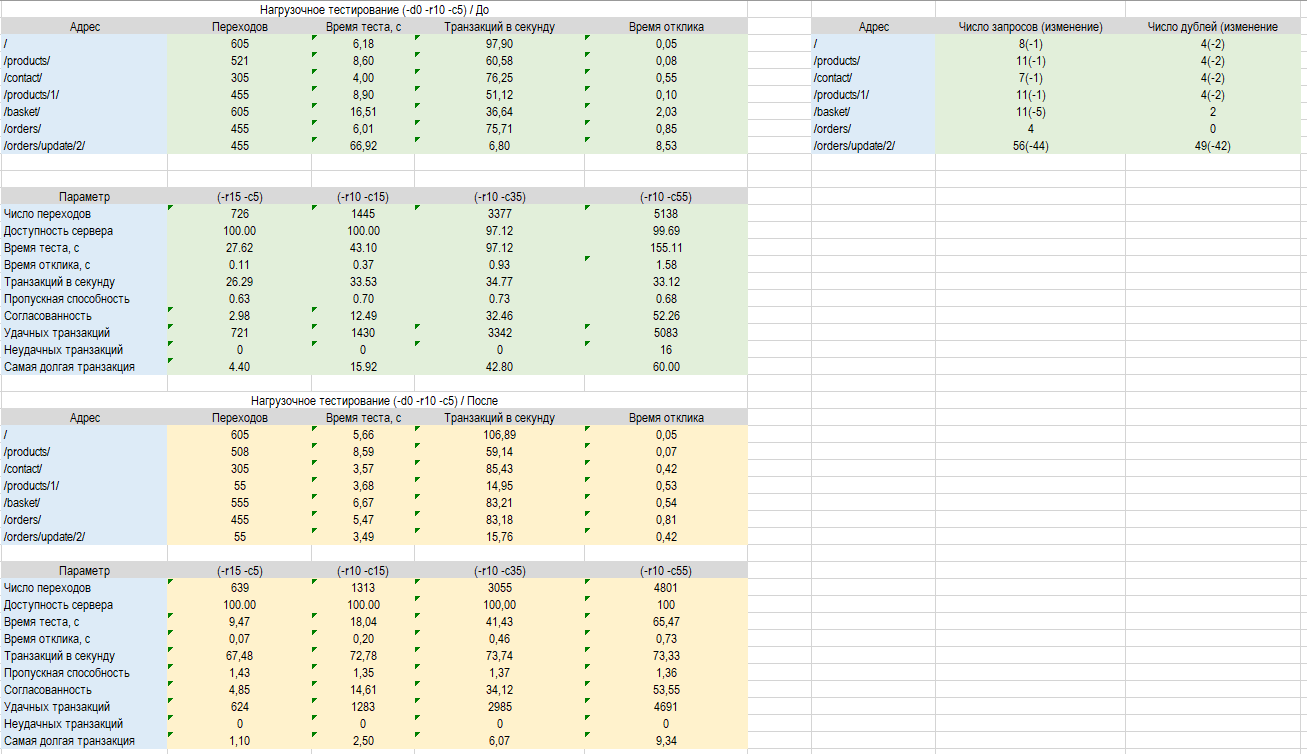 Нагрузочное тестирование (-d0 -r10 -c5) / До
Адрес Переходов Время теста, с Транзакций в секунду Время отклика Адрес Число запросов (изменение) Число дублей (изменение
/ 605 6,18 97,90 0,05 / 8(-1) 4(-2)
/products/ 521 8,60 60,58 0,08 /products/ 11(-1) 4(-2)
/contact/ 305 4,00 76,25 0,55 /contact/ 7(-1) 4(-2)
/products/1/ 455 8,90 51,12 0,10 /products/1/ 11(-1) 4(-2)
/basket/ 605 16,51 36,64 2,03 /basket/ 11(-5) 2
/orders/ 455 6,01 75,71 0,85 /orders/ 4 0
/orders/update/2/ 455 66,92 6,80 8,53 /orders/update/2/ 56(-44) 49(-42)
Параметр (-r15 -c5) (-r10 -c15) (-r10 -c35) (-r10 -c55)
Число переходов 726 1445 3377 5138
Доступность сервера 100.00 100.00 97.12 99.69
Время теста, с 27.62 43.10 97.12 155.11
Время отклика, с 0.11 0.37 0.93 1.58
Транзакций в секунду 26.29 33.53 34.77 33.12
Пропускная способность 0.63 0.70 0.73 0.68
Согласованность 2.98 12.49 32.46 52.26
Удачных транзакций 721 1430 3342 5083
Неудачных транзакций 0 0 0 16
Самая долгая транзакция 4.40 15.92 42.80 60.00
Нагрузочное тестирование (-d0 -r10 -c5) / После
Адрес Переходов Время теста, с Транзакций в секунду Время отклика
/ 605 5,66 106,89 0,05
/products/ 508 8,59 59,14 0,07
/contact/ 305 3,57 85,43 0,42
/products/1/ 55 3,68 14,95 0,53
/basket/ 555 6,67 83,21 0,54
/orders/ 455 5,47 83,18 0,81
/orders/update/2/ 55 3,49 15,76 0,42
Параметр (-r15 -c5) (-r10 -c15) (-r10 -c35) (-r10 -c55)
Число переходов 639 1313 3055 4801
Доступность сервера 100.00 100.00 100,00 100
Время теста, с 9,47 18,04 41,43 65,47
Время отклика, с 0,07 0,20 0,46 0,73
Транзакций в секунду 67,48 72,78 73,74 73,33
Пропускная способность 1,43 1,35 1,37 1,36
Согласованность 4,85 14,61 34,12 53,55
Удачных транзакций 624 1283 2985 4691
Неудачных транзакций 0 0 0 0
Самая долгая транзакция 1,10 2,50 6,07 9,34